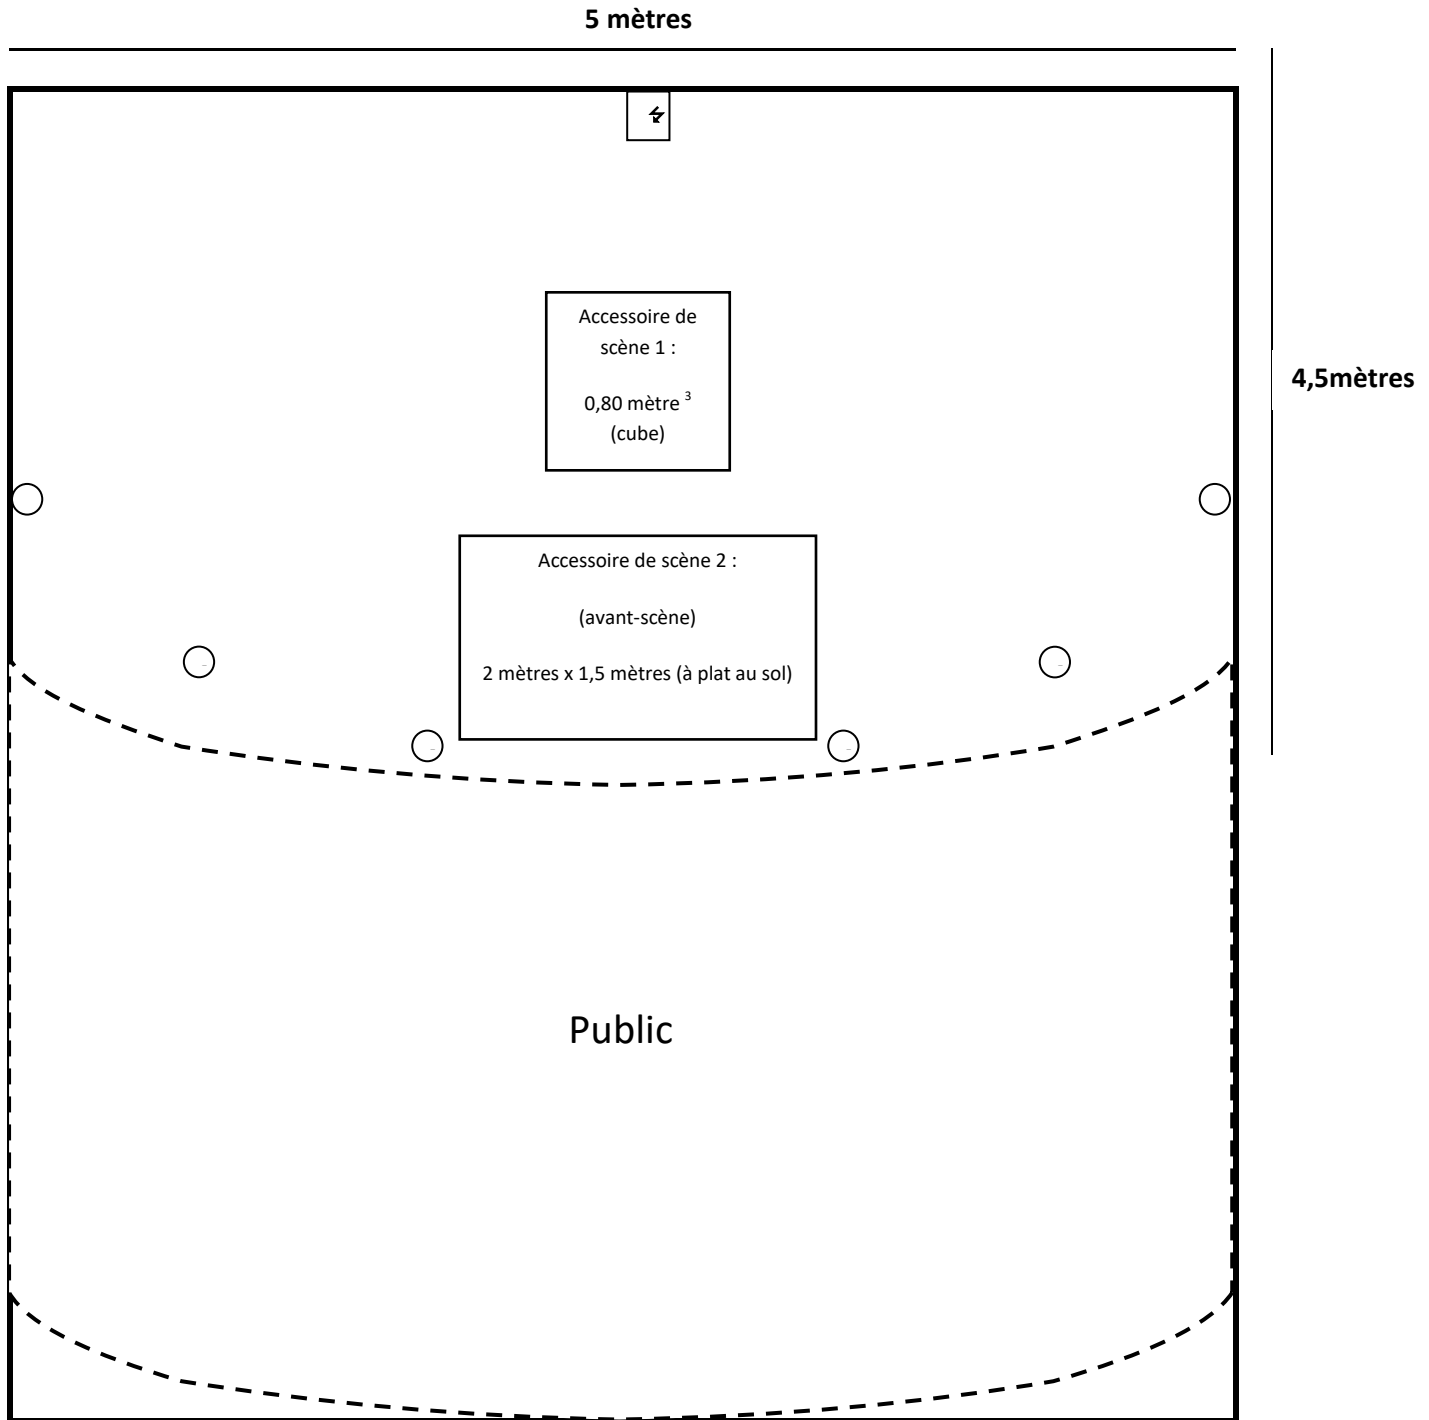 5 mètres
Accessoire de
scène 1 :
0,80 mètre ³
(cube)
4,5mètres
Accessoire de scène 2 :
(avant-scène)
2 mètres x 1,5 mètres (à plat au sol)
Public